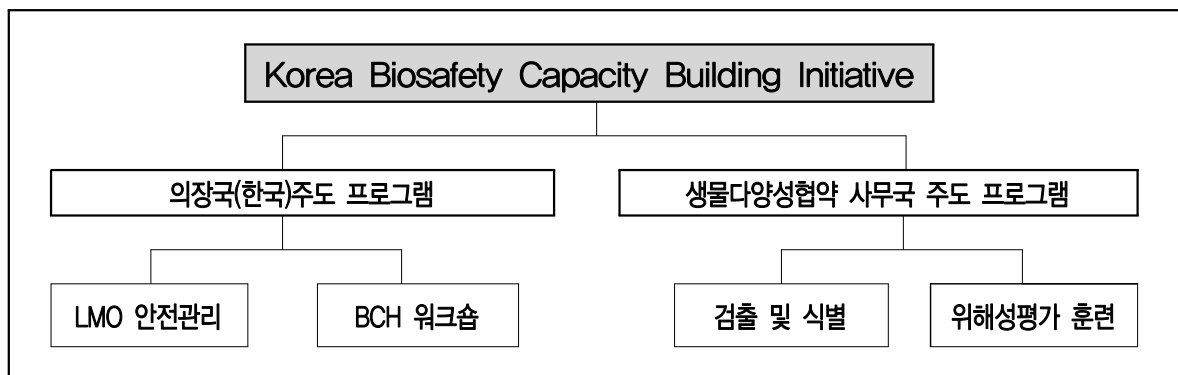 Korea Biosafety Capacity Building Initiative
의장국(한국)주도 프로그램
생물다양성협약 사무국 주도 프로그램
LMO 안전관리
BCH 워크숍
검출 및 식별
위해성평가 훈련